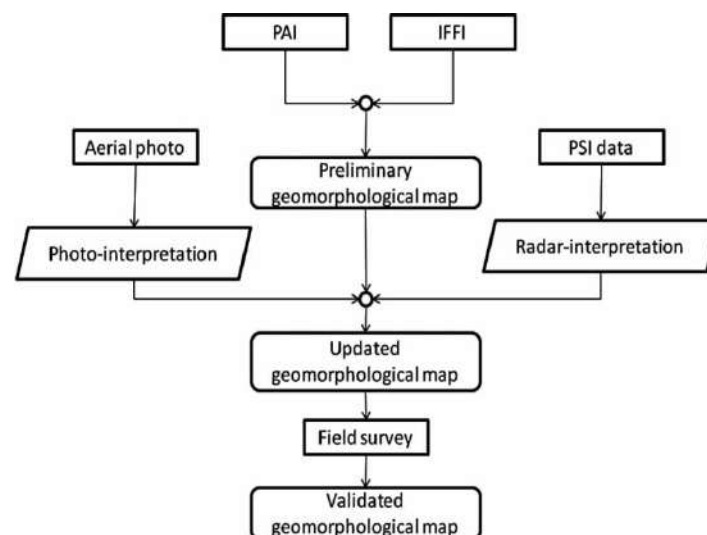 PAI
IFFI
Aerial photo
PSI data
Preliminary
geomorphological map
Photo-interpretation
Radar-interpretation
Updated
geomorphological map
Field survey
Validated
geomorphological map